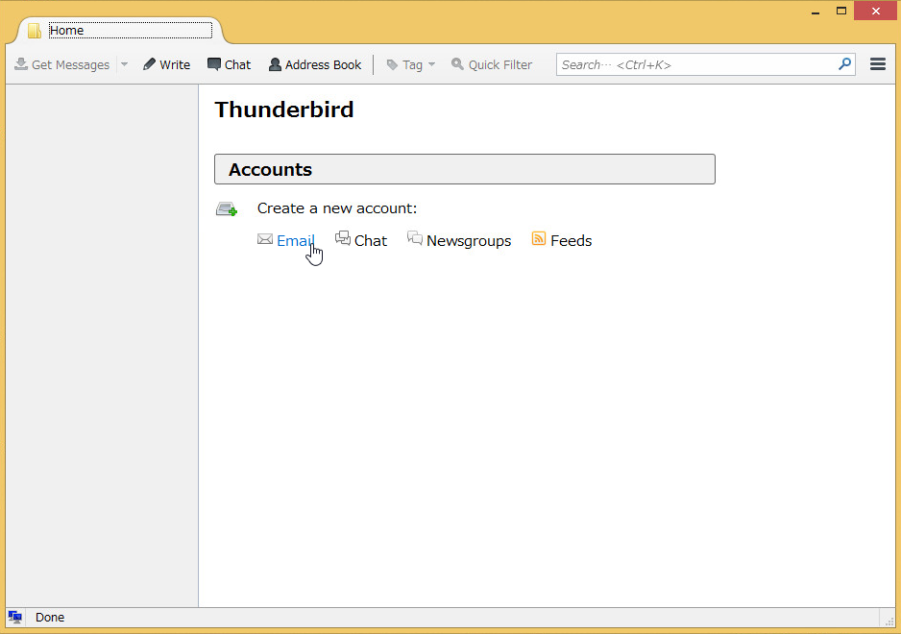 Home
Get Messages Write Chat Address Book Tag Quick Filter Search··· <Ctrl+K>
Thunderbird
Accounts
Create a new account:
Email Chat Newsgroups Feeds
Done